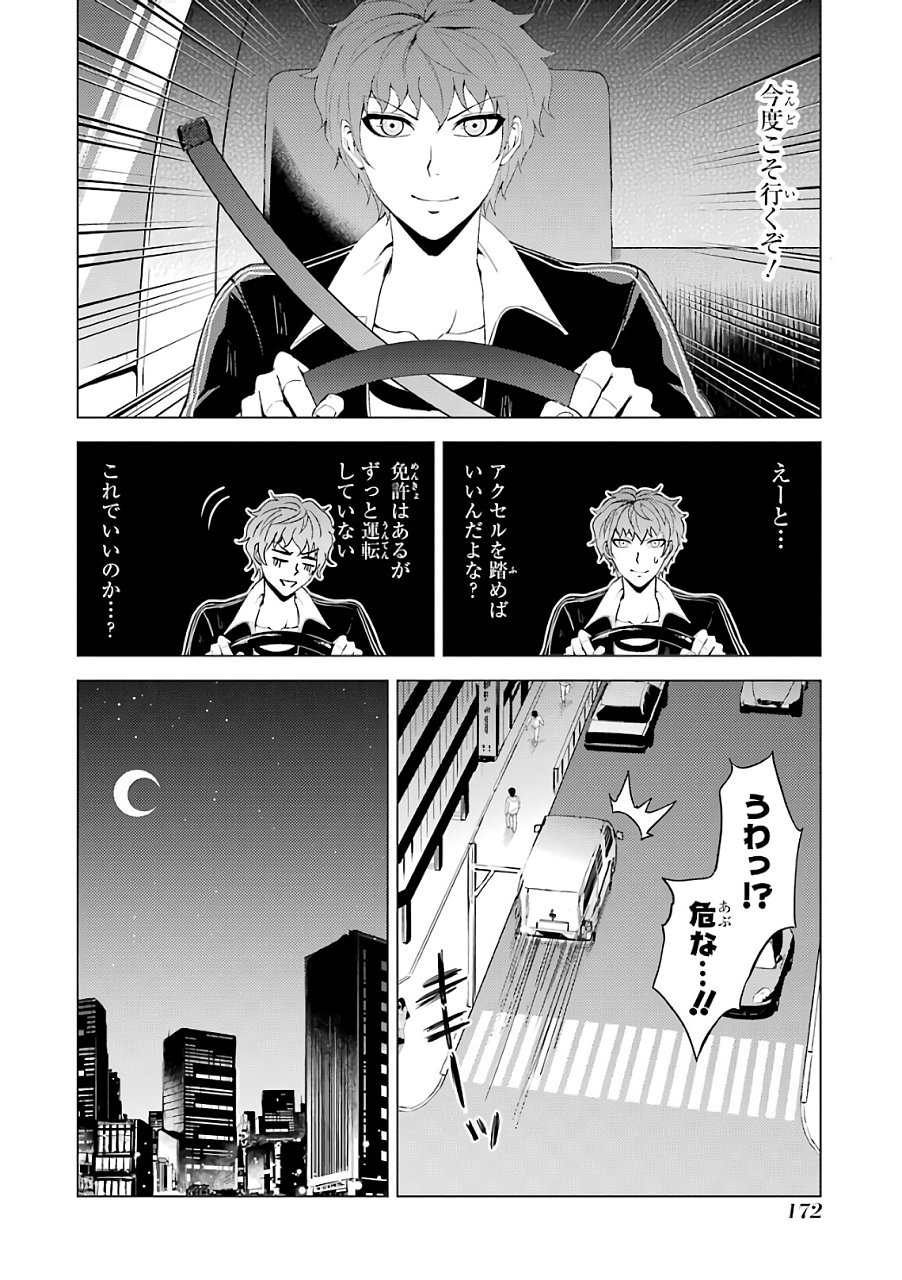 今度こそ行くぞ！
えーと…
アクセルを踏めば
いいんだよな？
免許はあるが
ずっと運転
していない
これでいいのか…？
うわっ!?
危な…!!
キキキッ
172